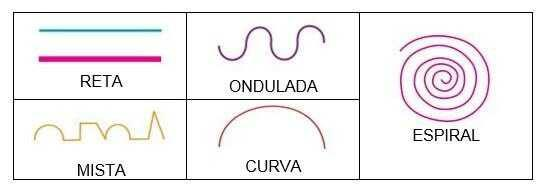 RETA
ONDULADA
MISTA
CURVA
ESPIRAL